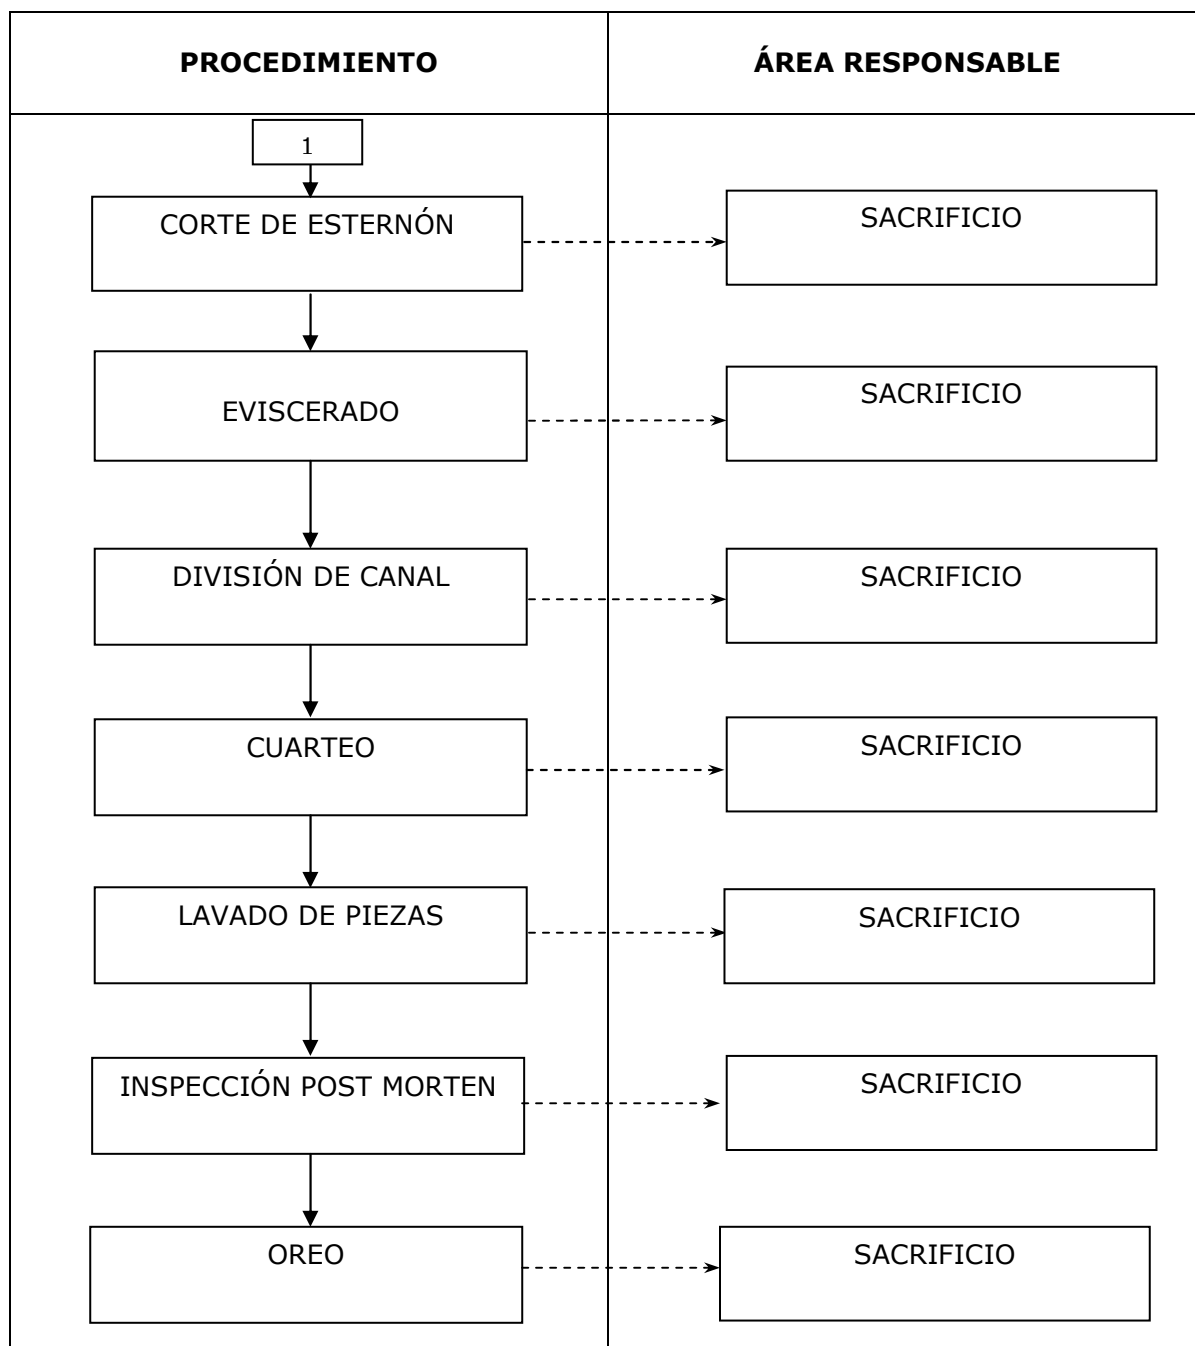 PROCEDIMIENTO
ÁREA RESPONSABLE
1
CORTE DE ESTERNÓN
SACRIFICIO
EVISCERADO
SACRIFICIO
DIVISIÓN DE CANAL
SACRIFICIO
CUARTEO
SACRIFICIO
LAVADO DE PIEZAS
SACRIFICIO
INSPECCIÓN POST MORTEN
SACRIFICIO
OREO
SACRIFICIO